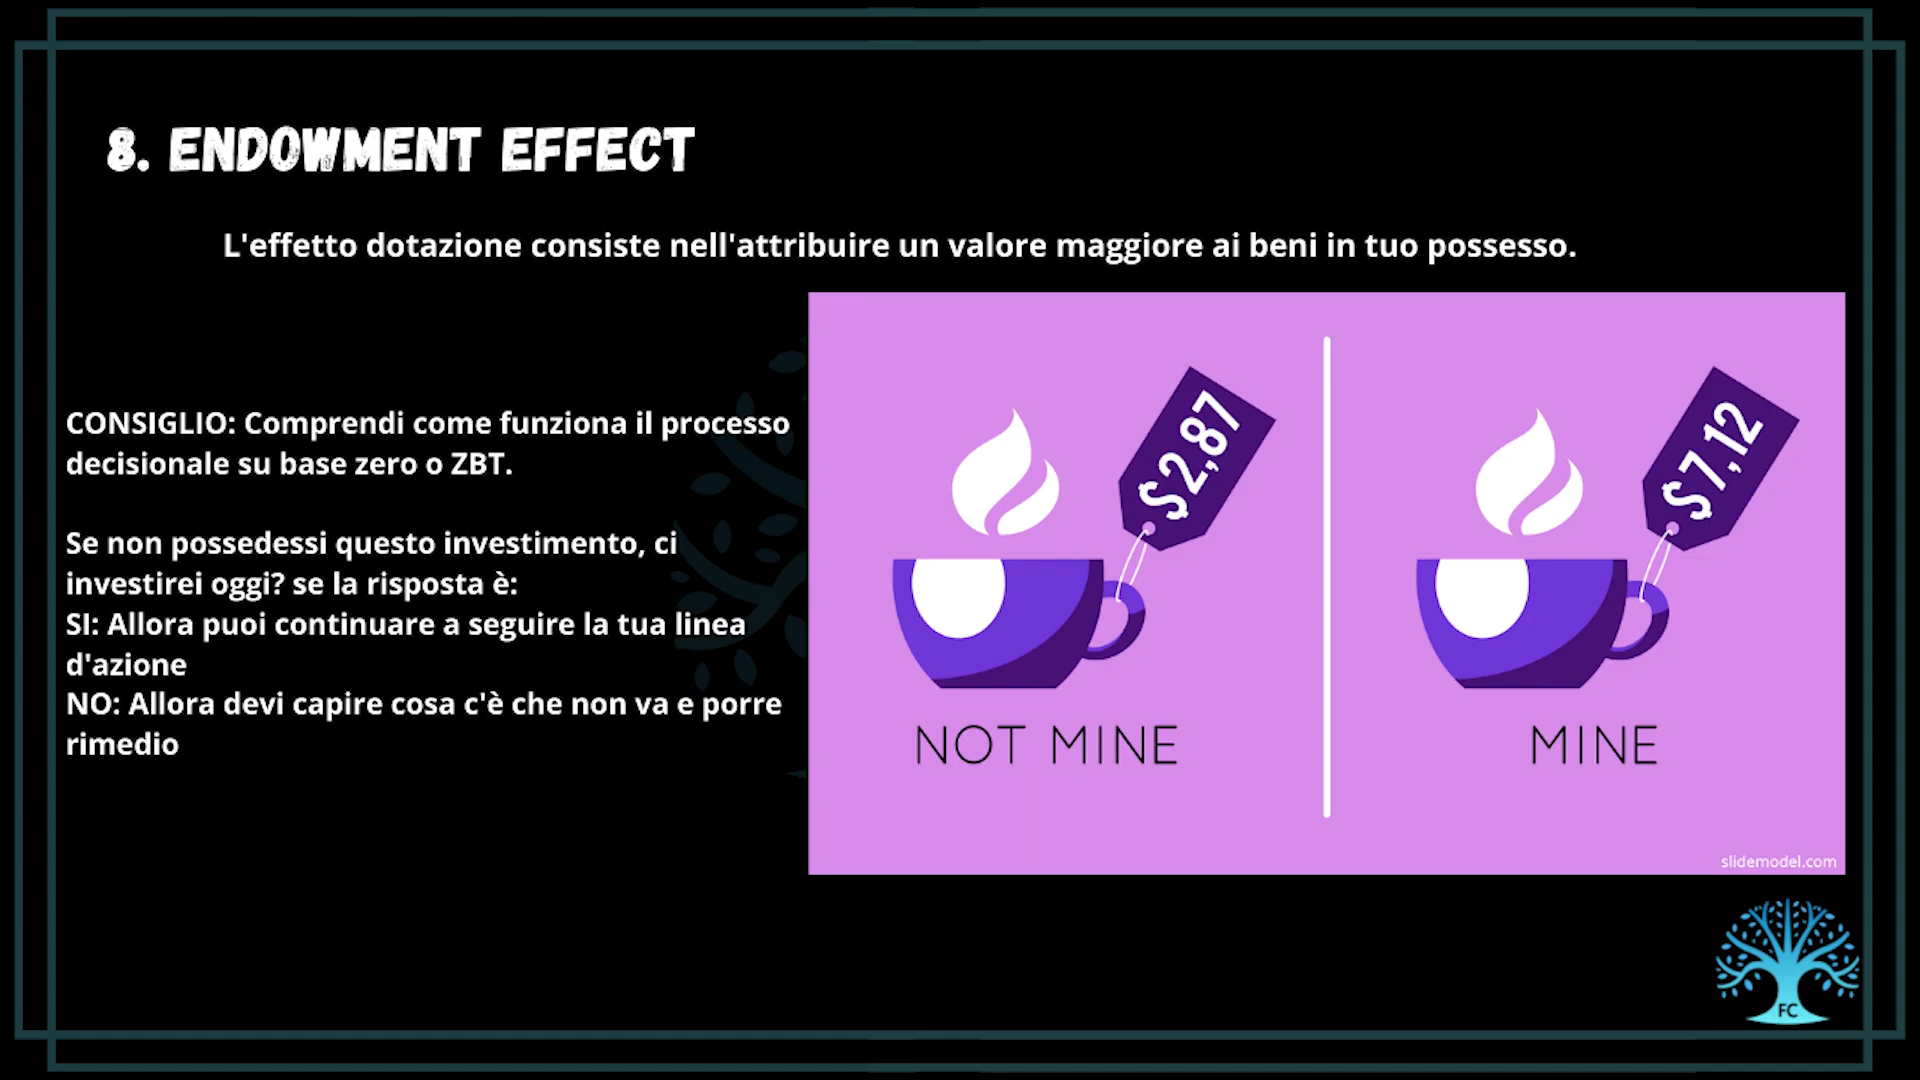 8. ENDOWMENT EFFECT
L'effetto dotazione consiste nell'attribuire un valore maggiore ai beni in tuo possesso.
CONSIGLIO: Comprendi come funziona il processo
decisionale su base zero o ZBT.
Se non possedessi questo investimento, ci
investirei oggi? se la risposta è:
SI: Allora puoi continuare a seguire la tua linea
d'azione
NO: Allora devi capire cosa c'è che non va e porre
rimedio
$2,87
$7,12
NOT MINE
MINE
slidemodel.com
FC